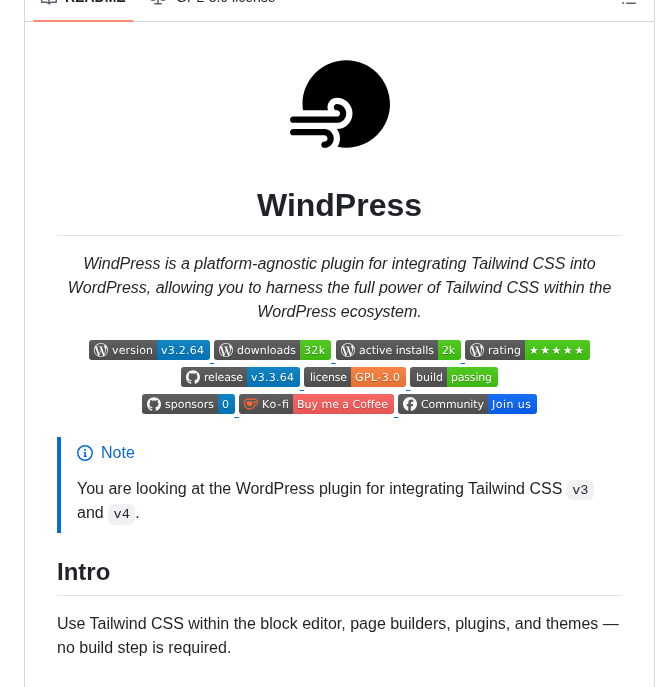 README GPL-3.0 license
WindPress
WindPress is a platform-agnostic plugin for integrating Tailwind CSS into
WordPress, allowing you to harness the full power of Tailwind CSS within the
WordPress ecosystem.
version v3.2.64 downloads 32k active installs 2k rating ★★★★★
release v3.3.64 license GPL-3.0 build passing
sponsors 0 Ko-fi Buy me a Coffee Community Join us
Note
You are looking at the WordPress plugin for integrating Tailwind CSS v3
and v4.
Intro
Use Tailwind CSS within the block editor, page builders, plugins, and themes —
no build step is required.